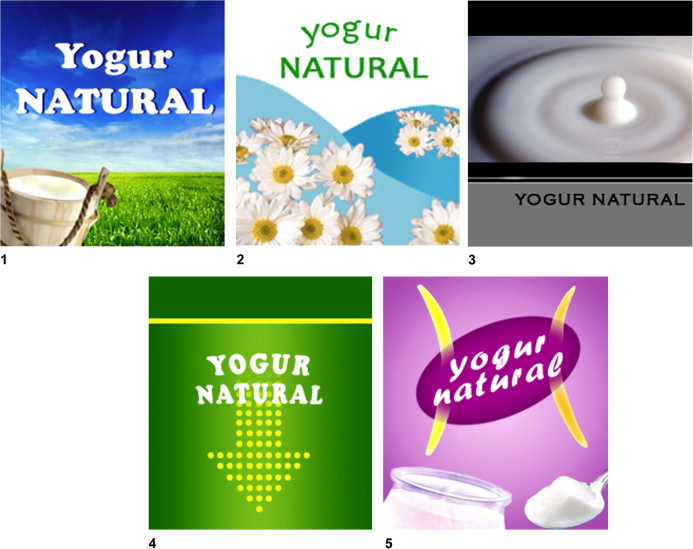 Yogur
NATURAL
1
yogur
NATURAL
2
YOGUR NATURAL
3
YOGUR
NATURAL
4
yogur
natural
5